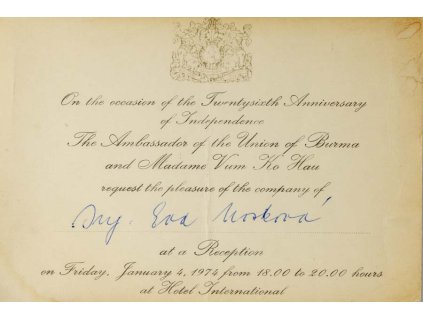 On the occasion of the Twentysixth Anniversary
of Independence
The Ambassador of the Union of Burma
and Madame Vum Ko Hau
request the pleasure of the company of
Ing. Eva
at a Reception
on Friday, January 4, 1974 from 18.00 to 20.00 hours
at Hotel International